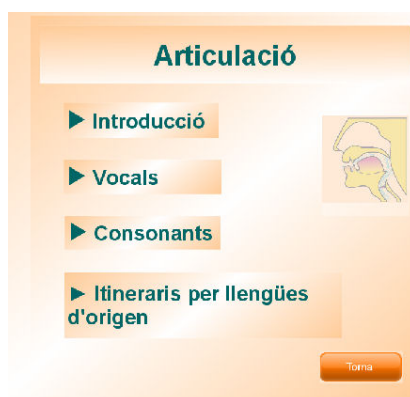 Articulació
► Introducció
► Vocals
► Consonants
► Itineraris per llengües
d'origen
Torna